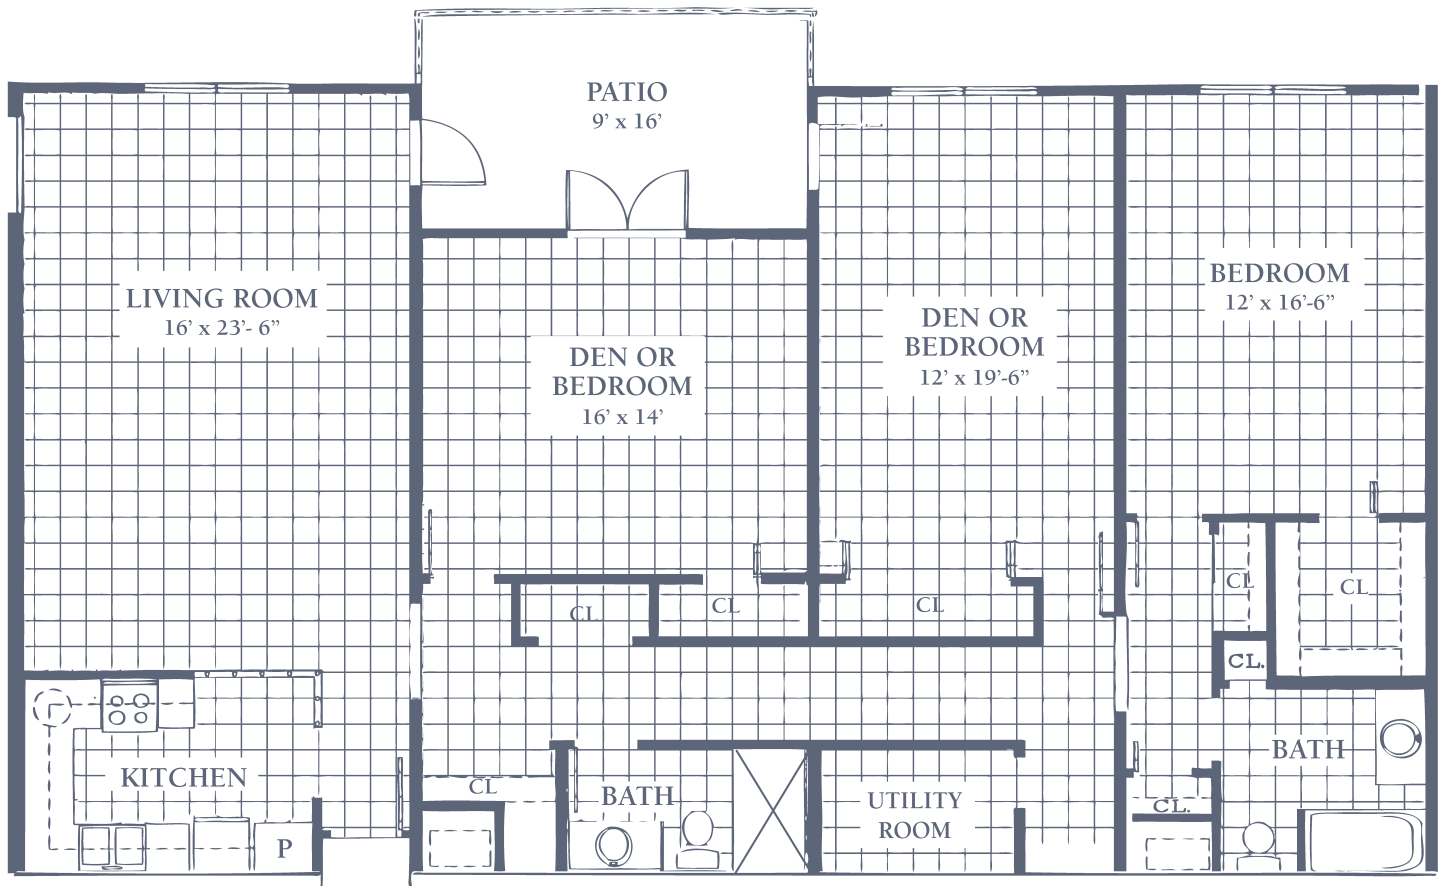 PATIO
9’ x 16’
LIVING ROOM
16’ x 23’- 6”
DEN OR
BEDROOM
16’ x 14’
DEN OR
BEDROOM
12’ x 19’-6”
BEDROOM
12’ x 16’-6”
CL
CL
CL
CL
CL
CL.
KITCHEN
P
CL
BATH
UTILITY
ROOM
CL.
BATH